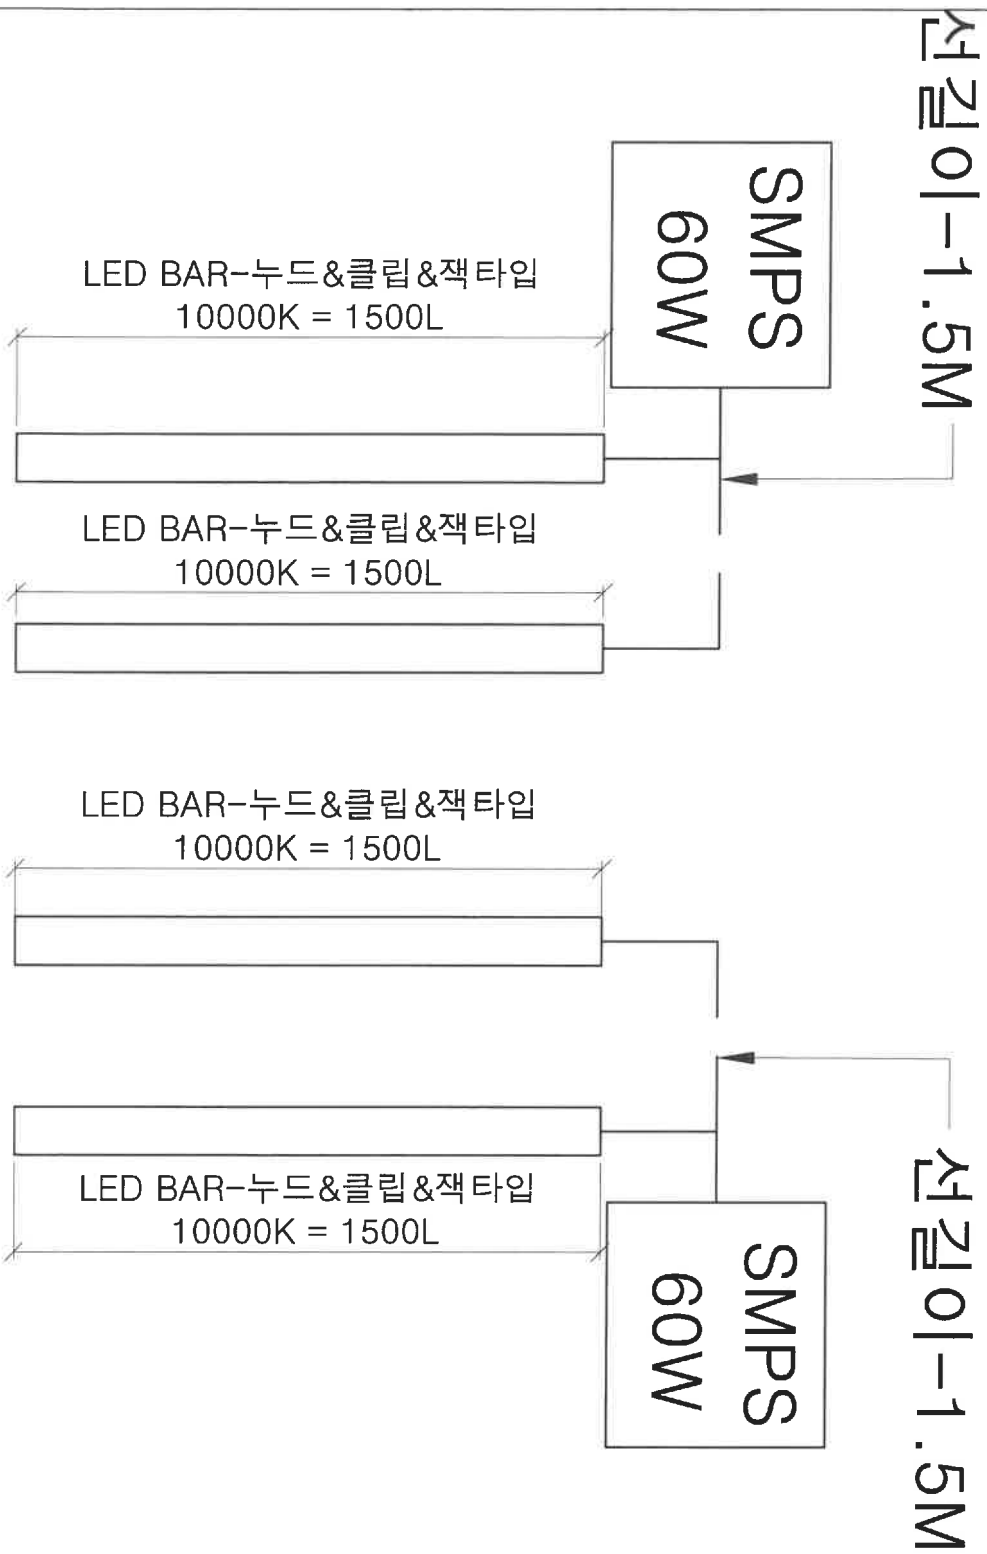 선길이-1.5M
SMPS
60W
LED BAR-누드&클립&잭타입
10000K = 1500L
LED BAR-누드&클립&잭타입
10000K = 1500L
LED BAR-누드&클립&잭타입
10000K = 1500L
LED BAR-누드&클립&잭타입
10000K = 1500L
SMPS
60W
선길이-1.5M